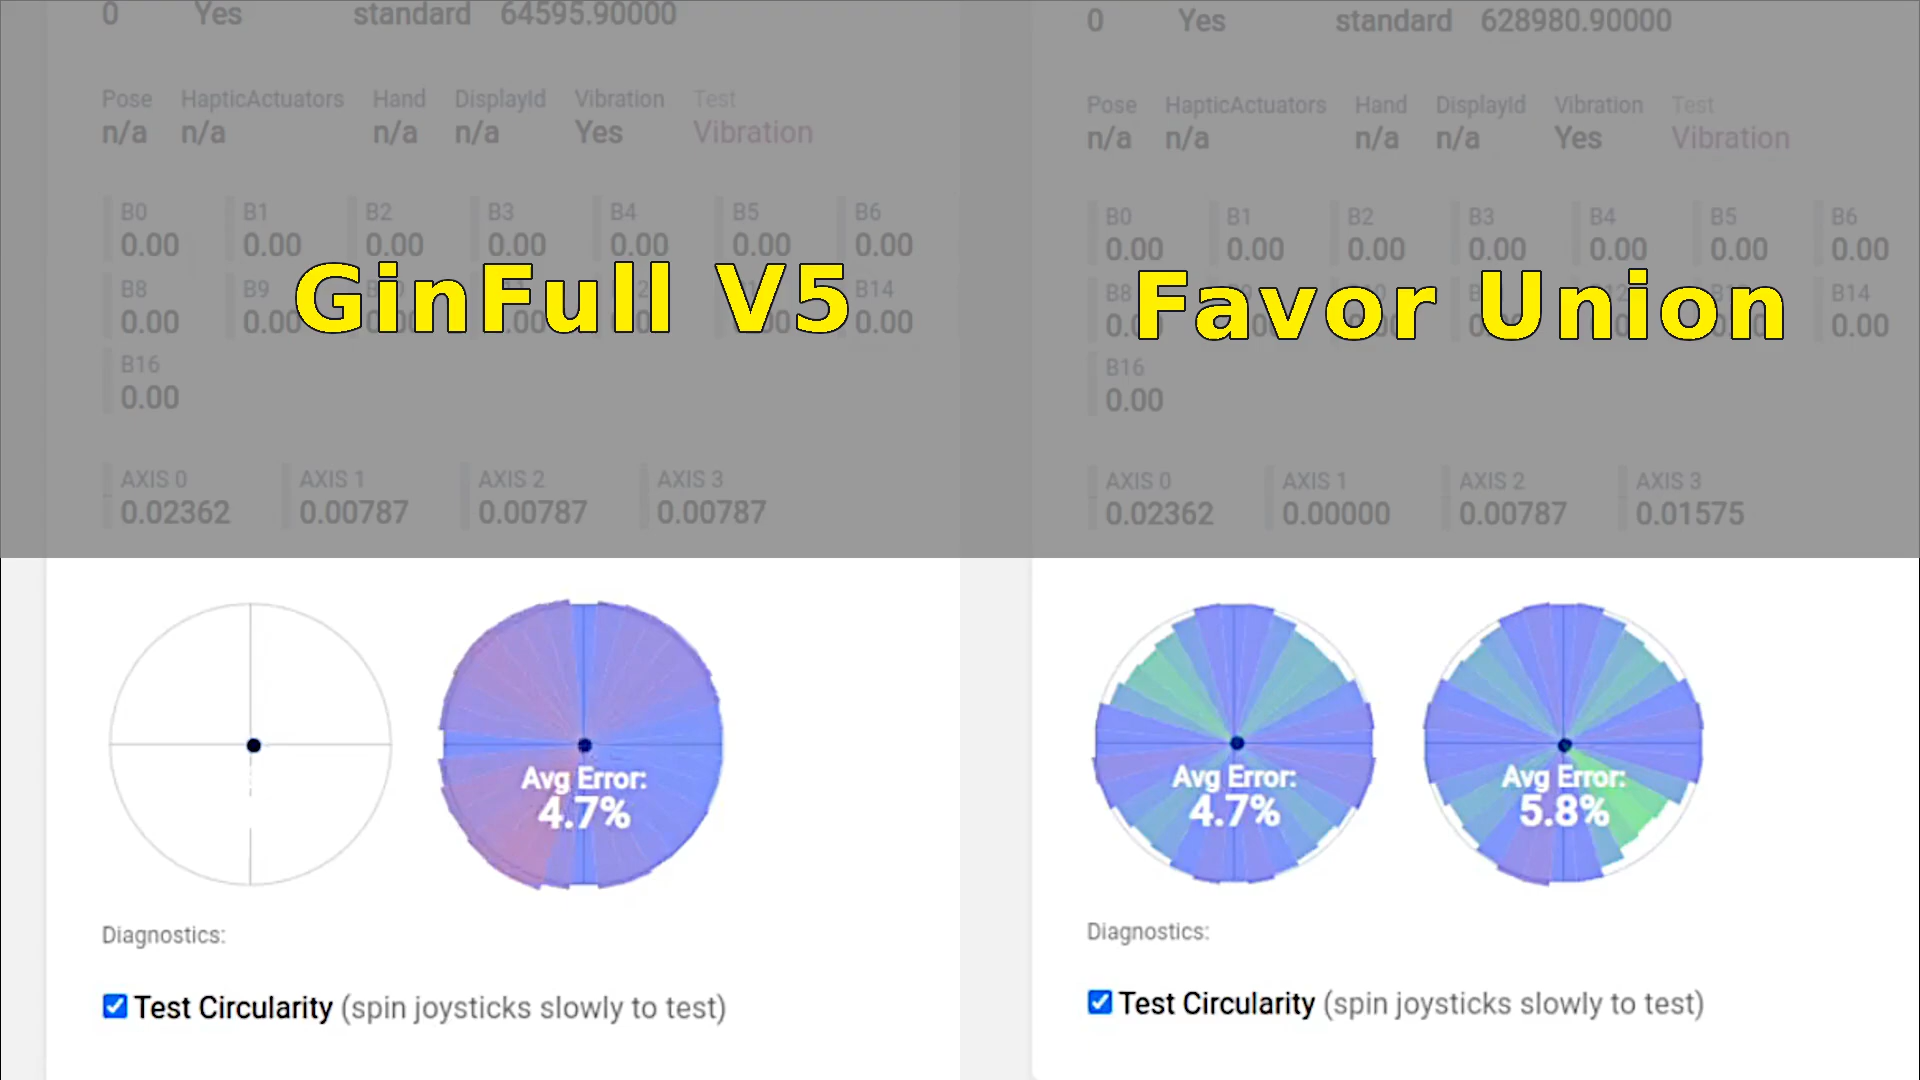 0 Yes standard 64595.90000
Pose HapticActuators Hand DisplayId Vibration Test
n/a n/a n/a n/a Yes Vibration
B0 B1 B2 B3 B4 B5 B6
0.00 0.00 0.00 0.00 0.00 0.00 0.00
GinFull V5
B8 B9 B14
0.00 0.00 0.00
B16
0.00
AXIS 0 AXIS 1 AXIS 2 AXIS 3
0.02362 0.00787 0.00787 0.00787
Avg Error:
4.7%
Diagnostics:
Test Circularity (spin joysticks slowly to test)
0 Yes standard 628980.90000
Pose HapticActuators Hand DisplayId Vibration Test
n/a n/a n/a n/a Yes Vibration
B0 B1 B2 B3 B4 B5 B6
0.00 0.00 0.00 0.00 0.00 0.00 0.00
Favor Union
B8 B14
0.00
B16
0.00
AXIS 0 AXIS 1 AXIS 2 AXIS 3
0.02362 0.00000 0.00787 0.01575
Avg Error:
4.7%
Avg Error:
5.8%
Diagnostics:
Test Circularity (spin joysticks slowly to test)